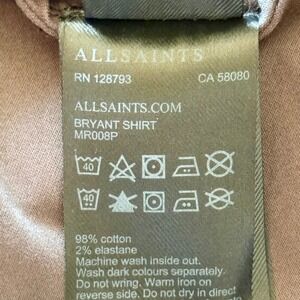 ALLSAINTS
RN 128793 CA 58080
ALLSAINTS.COM
BRYANT SHIRT
MR008P
40
40
98% cotton
2% elastane
Machine wash inside out.
Wash dark colours separately.
Do not wring. Warm iron on
reverse side. Do not dry in direct